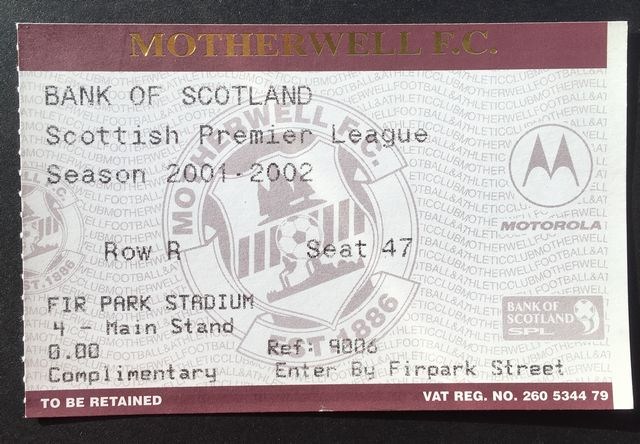 MOTHERWELL F.C.
BANK OF SCOTLAND
Scottish Premier League
Season 2001-2002
MOTHERWELL F.C.
MOTOROLA
Row R Seat 47
EST. 1886
FIR PARK STADIUM
4 - Main Stand
0.00 Ref: 9006
Complimentary Enter By Firpark Street
BANK OF
SCOTLAND
SPL
TO BE RETAINED VAT REG. NO. 260 5344 79